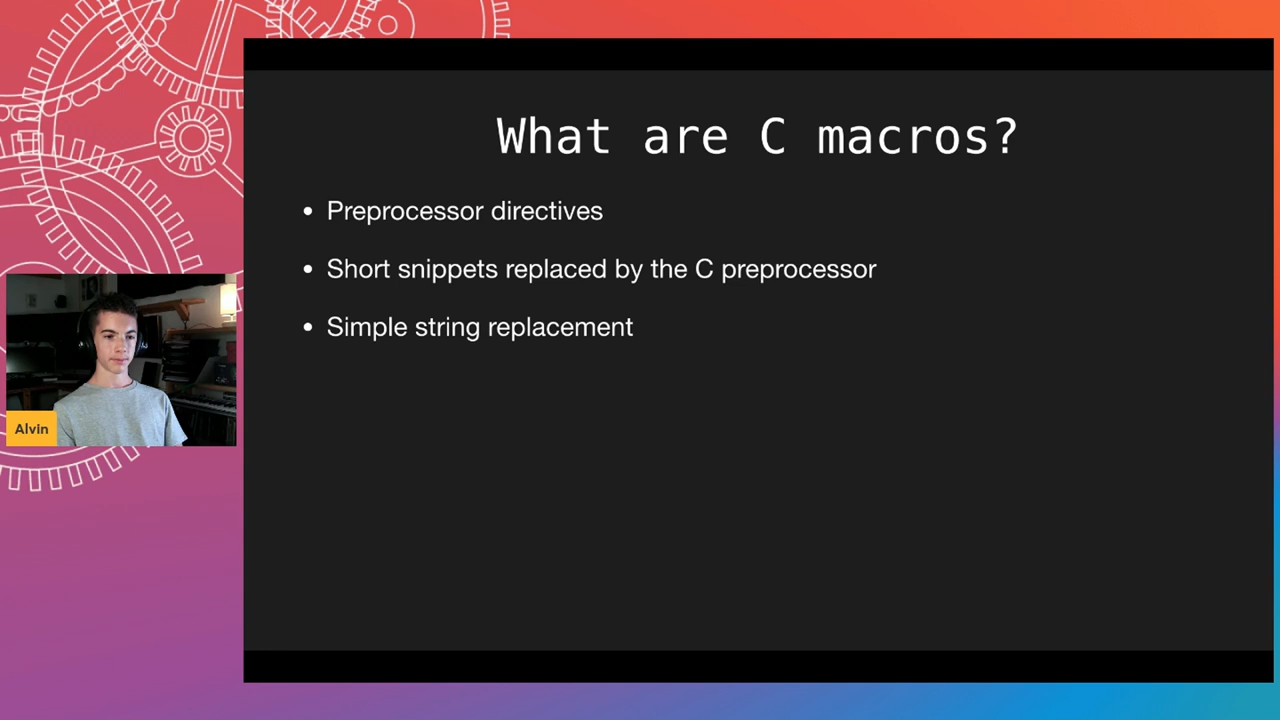 What are C macros?
• Preprocessor directives
• Short snippets replaced by the C preprocessor
• Simple string replacement
Alvin